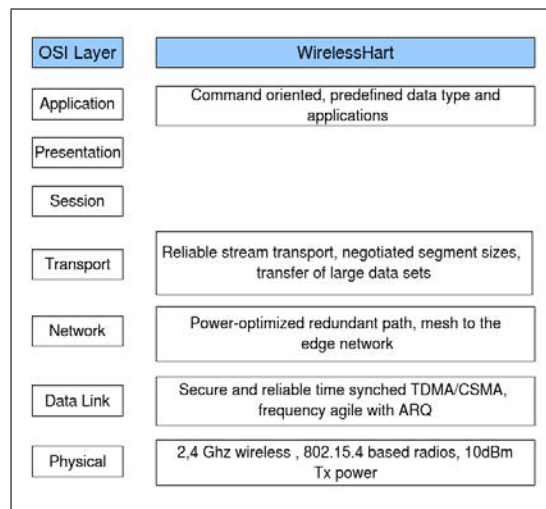 OSI Layer
WirelessHart
Application
Command oriented, predefined data type and
applications
Presentation
Session
Transport
Reliable stream transport, negotiated segment sizes,
transfer of large data sets
Network
Power-optimized redundant path, mesh to the
edge network
Data Link
Secure and reliable time synched TDMA/CSMA,
frequency agile with ARQ
Physical
2,4 Ghz wireless , 802.15.4 based radios, 10dBm
Tx power